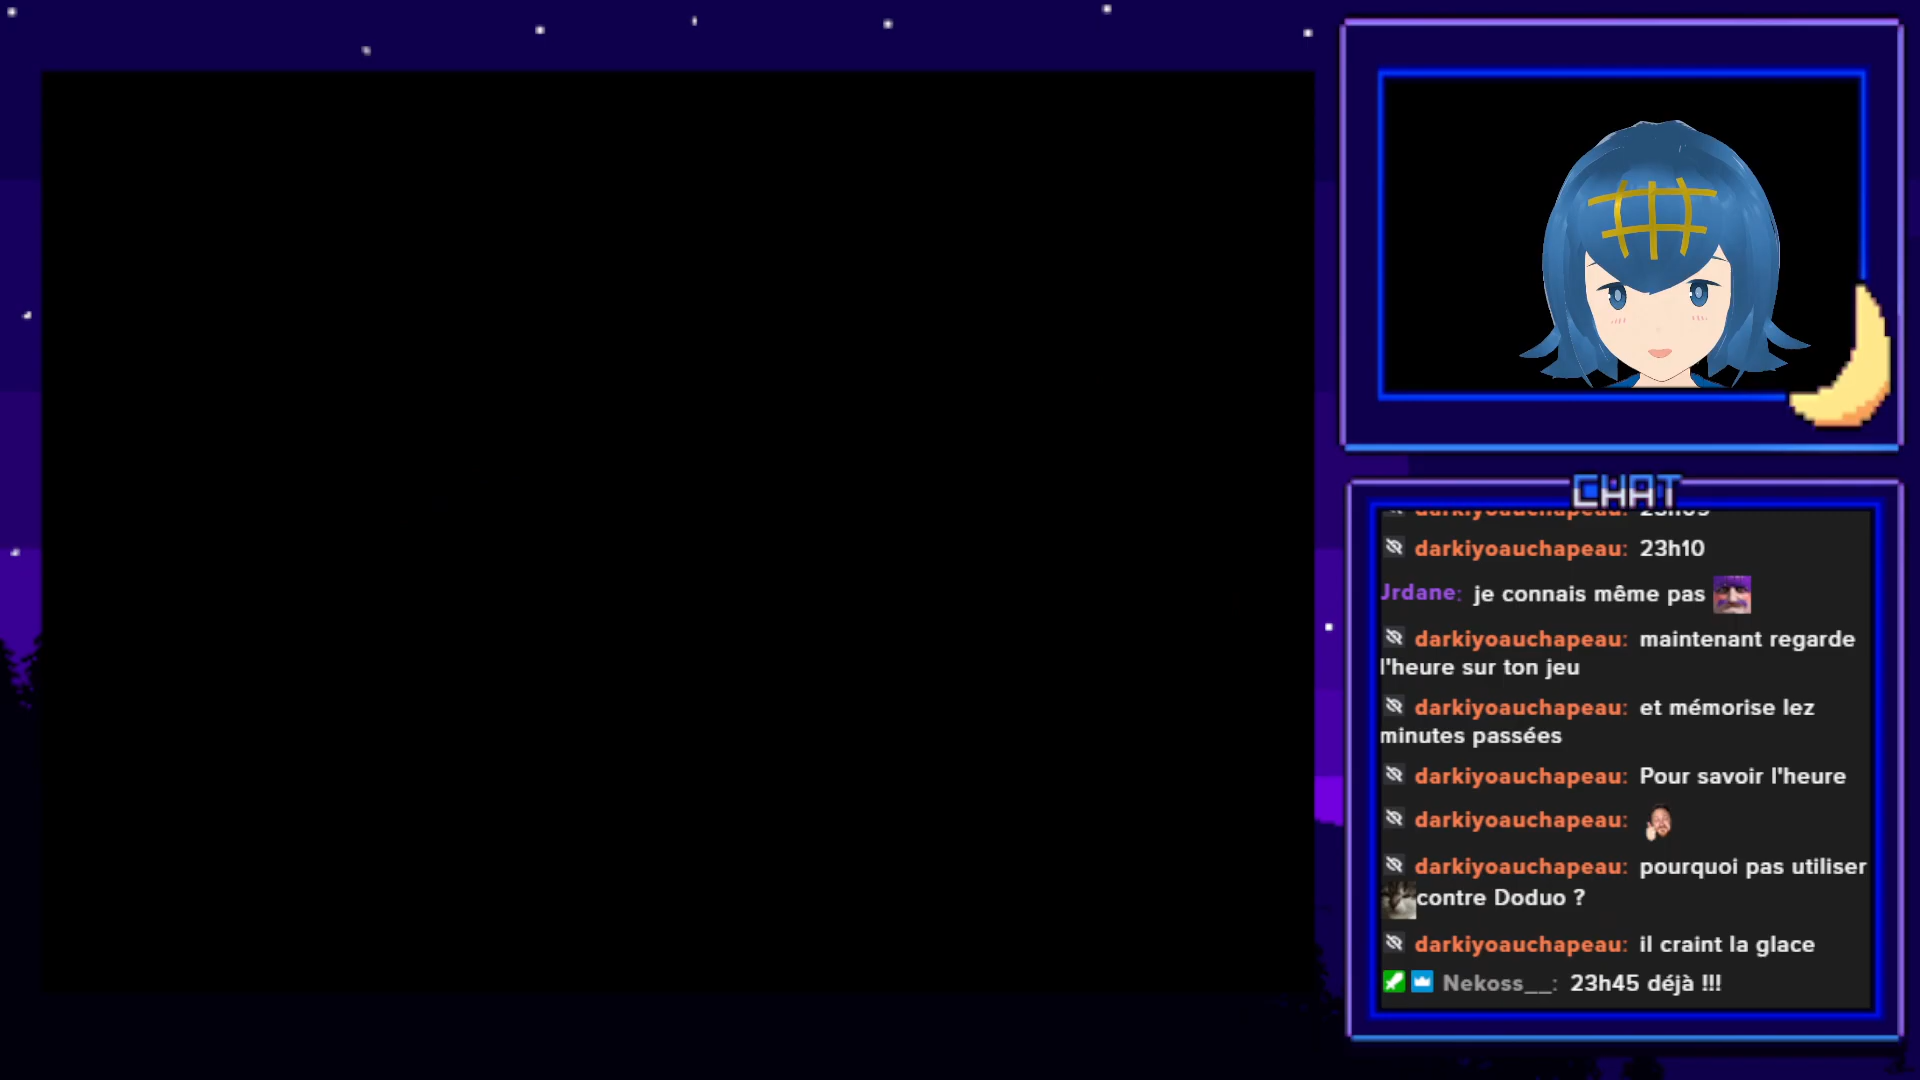 CHAT
darkiyoauchapeau: 23h09
darkiyoauchapeau: 23h10
Jrdane: je connais même pas
darkiyoauchapeau: maintenant regarde
l'heure sur ton jeu
darkiyoauchapeau: et mémorise lez
minutes passées
darkiyoauchapeau: Pour savoir l'heure
darkiyoauchapeau:
darkiyoauchapeau: pourquoi pas utiliser
contre Doduo ?
darkiyoauchapeau: il craint la glace
Nekoss__: 23h45 déjà !!!